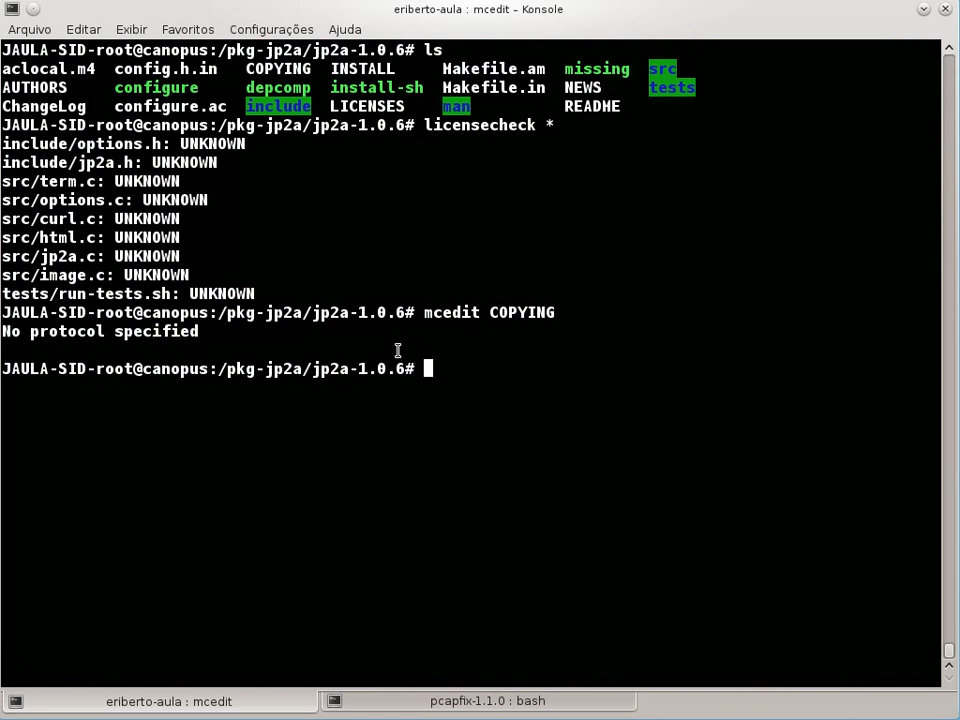 eriberto-aula : mcedit – Konsole
Arquivo Editar Exibir Favoritos Configurações Ajuda
JAULA-SID-root@canopus:/pkg-jp2a/jp2a-1.0.6# ls
aclocal.m4 config.h.in COPYING INSTALL Makefile.am missing src
AUTHORS configure depcomp install-sh Makefile.in NEWS tests
ChangeLog configure.ac include LICENSES man README
JAULA-SID-root@canopus:/pkg-jp2a/jp2a-1.0.6# licensecheck *
include/options.h: UNKNOWN
include/jp2a.h: UNKNOWN
src/term.c: UNKNOWN
src/options.c: UNKNOWN
src/curl.c: UNKNOWN
src/html.c: UNKNOWN
src/jp2a.c: UNKNOWN
src/image.c: UNKNOWN
tests/run-tests.sh: UNKNOWN
JAULA-SID-root@canopus:/pkg-jp2a/jp2a-1.0.6# mcedit COPYING
No protocol specified
JAULA-SID-root@canopus:/pkg-jp2a/jp2a-1.0.6#
eriberto-aula : mcedit pcapfix-1.1.0 : bash